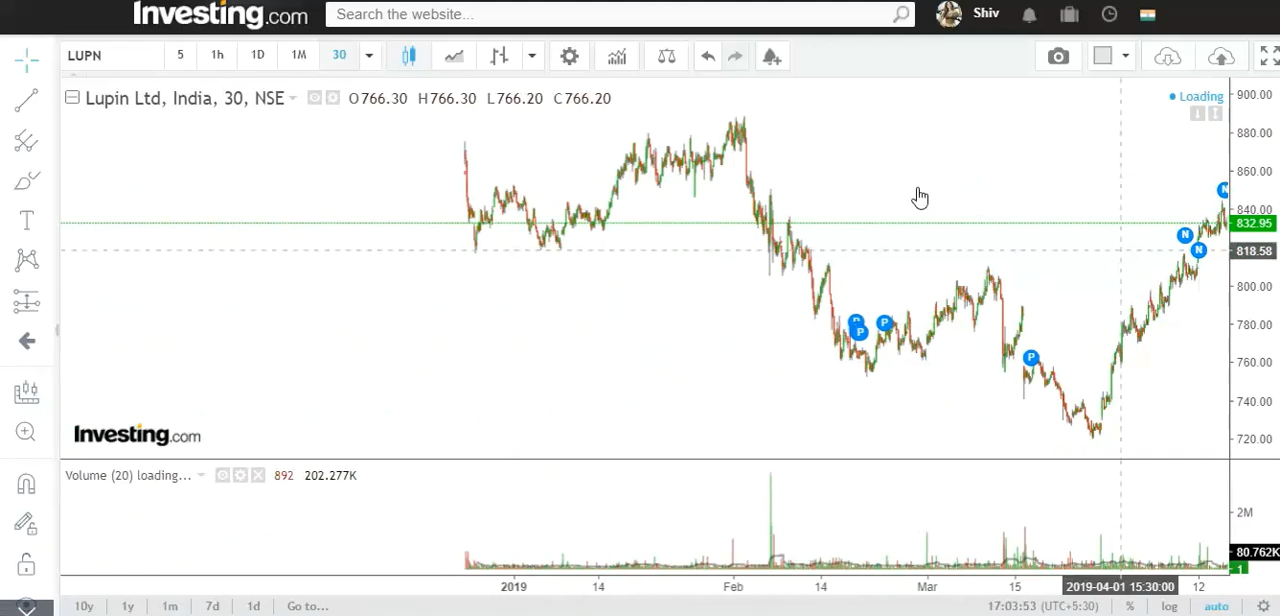 Investing.com Search the website... Shiv
LUPN 5 1h 1D 1M 30
Lupin Ltd, India, 30, NSE O766.30 H766.30 L766.20 C766.20
Loading
900.00
880.00
860.00
840.00
832.95
818.58
800.00
780.00
760.00
740.00
720.00
N
N
N
P
P
P
P
Investing.com
Volume (20) loading... 892 202.277K
2M
80.762K
1
2019 14 Feb 14 Mar 15 2019-04-01 15:30:00 12
10y 1y 1m 7d 1d Go to... 17:03:53 (UTC+5:30) % log auto